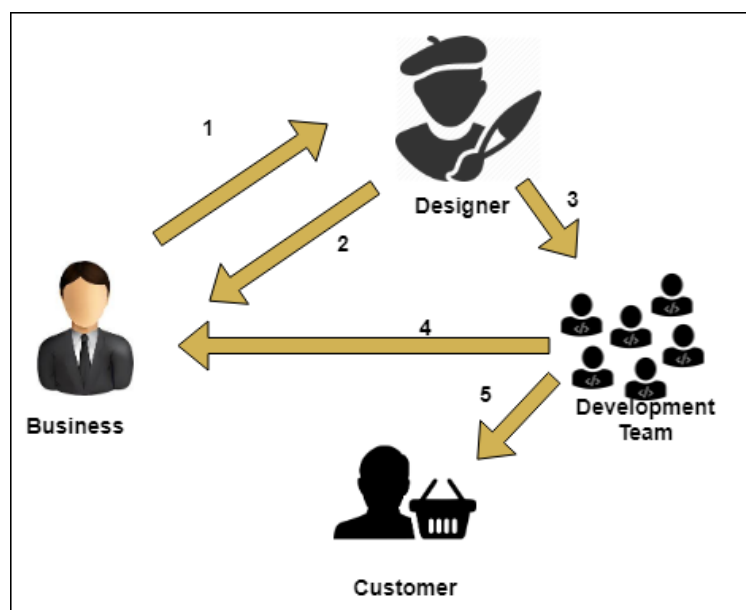 1
Designer
3
2
4
Business
5
Development
Team
Customer